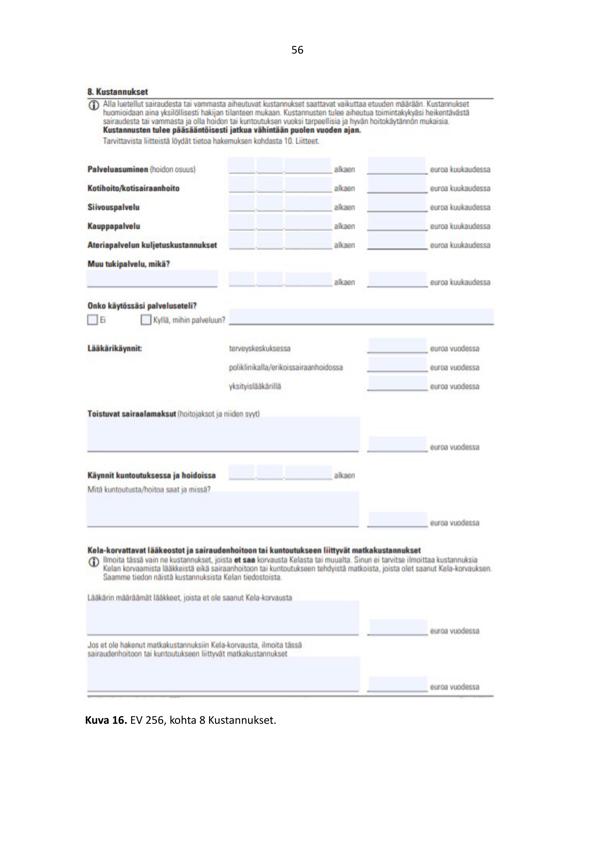 56
8. Kustannukset
Alla luetellut sairaudesta tai vammasta aiheutuvat kustannukset saattavat vaikuttaa etuuden määrään. Kustannukset
huomioidaan aina yksilöllisesti hakijan tilanteen mukaan. Kustannusten tulee aiheutua toimintakykyäsi heikentävästä
sairaudesta tai vammasta ja olla hoidon tai kuntoutuksen vuoksi tarpeellisia ja hyvän hoitokäytännön mukaisia.
Kustannusten tulee pääsääntöisesti jatkua vähintään puolen vuoden ajan.
Tarvittavista liitteistä löydät tietoa hakemuksen kohdasta 10. Liitteet.
Palveluasuminen (hoidon osuus) alkaen euroa kuukaudessa
Kotihoito/kotisairaanhoito alkaen euroa kuukaudessa
Siivouspalvelu alkaen euroa kuukaudessa
Kauppapalvelu alkaen euroa kuukaudessa
Ateriapalvelun kuljetuskustannukset alkaen euroa kuukaudessa
Muu tukipalvelu, mikä?
alkaen euroa kuukaudessa
Onko käytössäsi palveluseteli?
Ei Kyllä, mihin palveluun?
Lääkärikäynnit: terveyskeskuksessa euroa vuodessa
poliklinikalla/erikoissairaanhoidossa euroa vuodessa
yksityislääkärillä euroa vuodessa
Toistuvat sairaalamaksut (hoitojaksot ja niiden syyt)
euroa vuodessa
Käynnit kuntoutuksessa ja hoidoissa alkaen
Mitä kuntoutusta/hoitoa saat ja missä?
euroa vuodessa
Kela-korvattavat lääkeostot ja sairaudenhoitoon tai kuntoutukseen liittyvät matkakustannukset
Ilmoita tässä vain ne kustannukset, joista et saa korvausta Kelasta tai muualta. Sinun ei tarvitse ilmoittaa kustannuksia
Kelan korvaamista lääkkeistä eikä sairaanhoitoon tai kuntoutukseen tehdyistä matkoista, joista olet saanut Kela-korvauksen.
Saamme tiedon näistä kustannuksista Kelan tiedostoista.
Lääkärin määräämät lääkkeet, joista et ole saanut Kela-korvausta
euroa vuodessa
Jos et ole hakenut matkakustannuksiin Kela-korvausta, ilmoita tässä
sairaudenhoitoon tai kuntoutukseen liittyvät matkakustannukset
euroa vuodessa
Kuva 16. EV 256, kohta 8 Kustannukset.